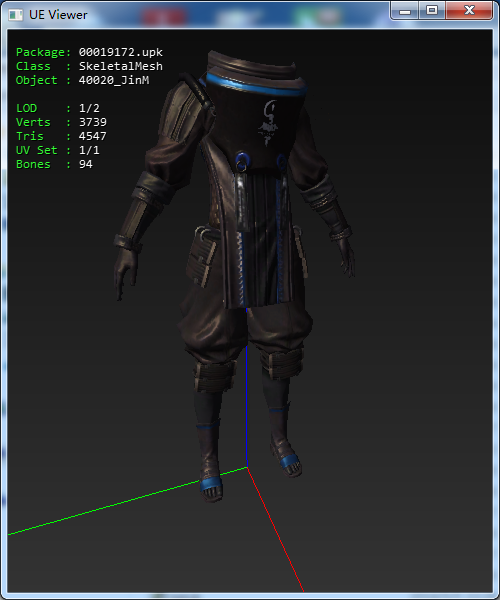 UE Viewer
Package: 00019172.upk
Class : SkeletalMesh
Object : 40020_JinM
LOD : 1/2
Verts : 3739
Tris : 4547
UV Set : 1/1
Bones : 94